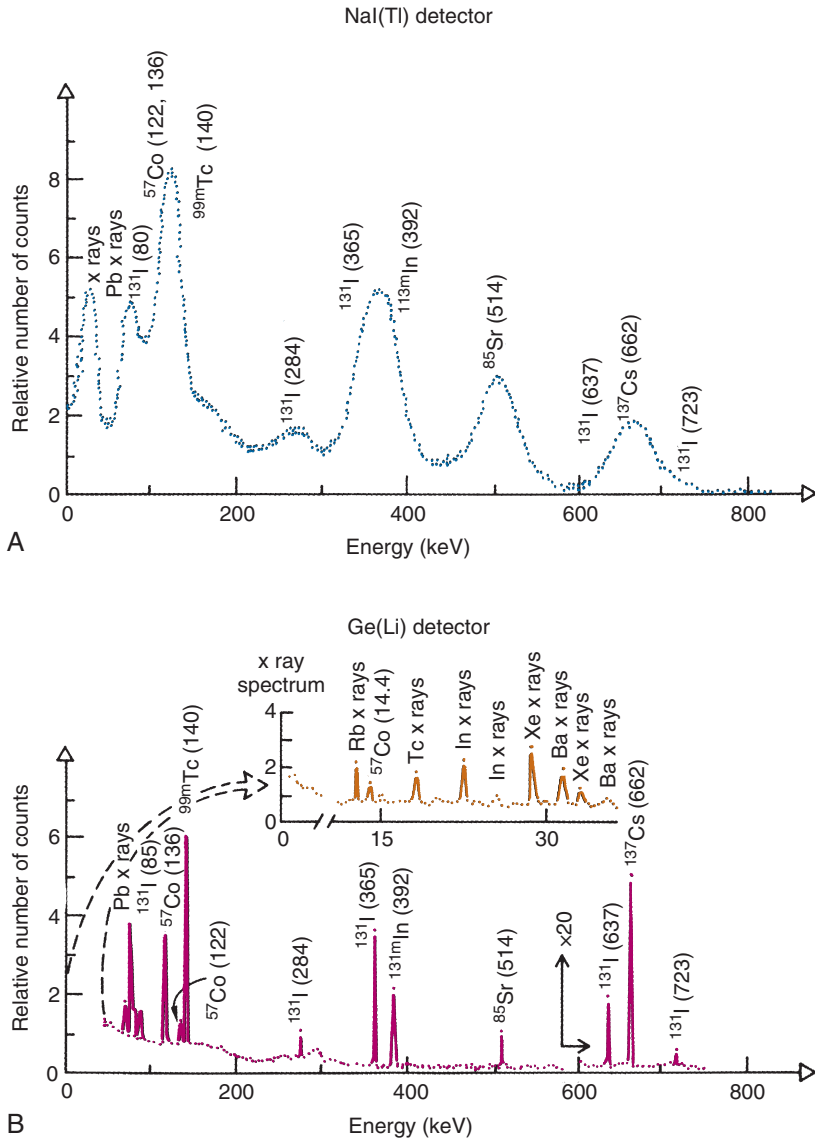 NaI(Tl) detector
Relative number of counts
8
6
4
2
0
x rays
Pb x rays
¹³¹I (80)
⁵⁷Co (122, 136)
⁹⁹ᵐTc (140)
¹³¹I (284)
¹³¹I (365)
¹¹³ᵐIn (392)
⁸⁵Sr (514)
¹³¹I (637)
¹³⁷Cs (662)
¹³¹I (723)
0 200 400 600 800
Energy (keV)
A
Ge(Li) detector
x ray
spectrum
4
2
0
0 15 30
Rb x rays
⁵⁷Co (14.4)
Tc x rays
In x rays
In x rays
Xe x rays
Ba x rays
Xe x rays
Ba x rays
Relative number of counts
6
4
2
0
Pb x rays
¹³¹I (85)
⁵⁷Co (136)
⁹⁹ᵐTc (140)
⁵⁷Co (122)
¹³¹I (284)
¹³¹I (365)
¹³¹ᵐIn (392)
⁸⁵Sr (514)
×20
¹³¹I (637)
¹³⁷Cs (662)
¹³¹I (723)
0 200 400 600 800
Energy (keV)
B